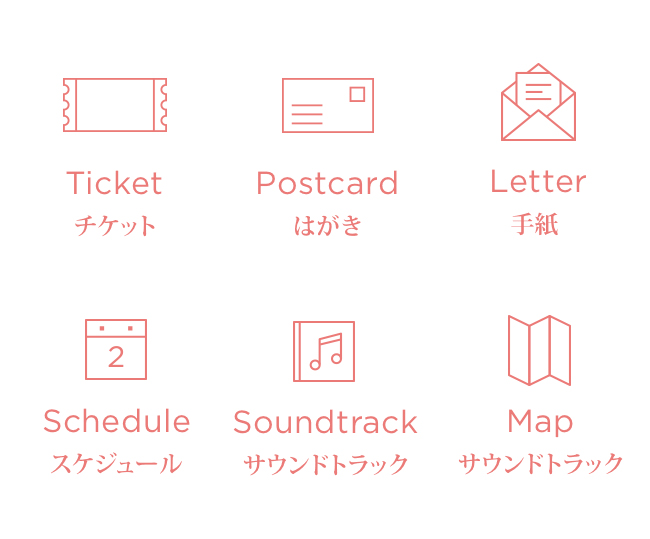 Ticket
チケット
Postcard
はがき
Letter
手紙
2
Schedule
スケジュール
Soundtrack
サウンドトラック
Map
サウンドトラック